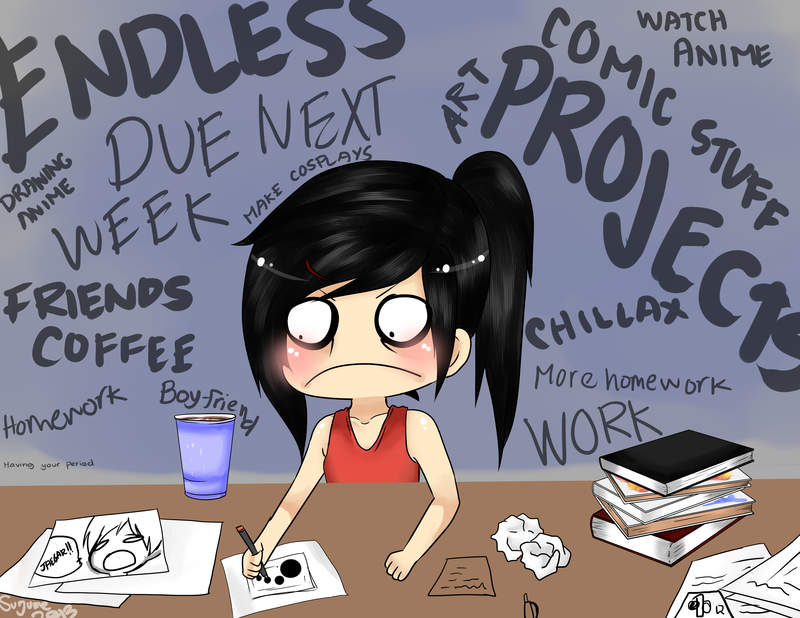 ENDLESS
DUE NEXT
WEEK
MAKE COSPLAYS
DRAWING
ANIME
FRIENDS
COFFEE
Homework
Boyfriend
Having your period
WATCH
ANIME
COMIC
STUFF
ART
PROJECTS
CHILLAX
More homework
WORK